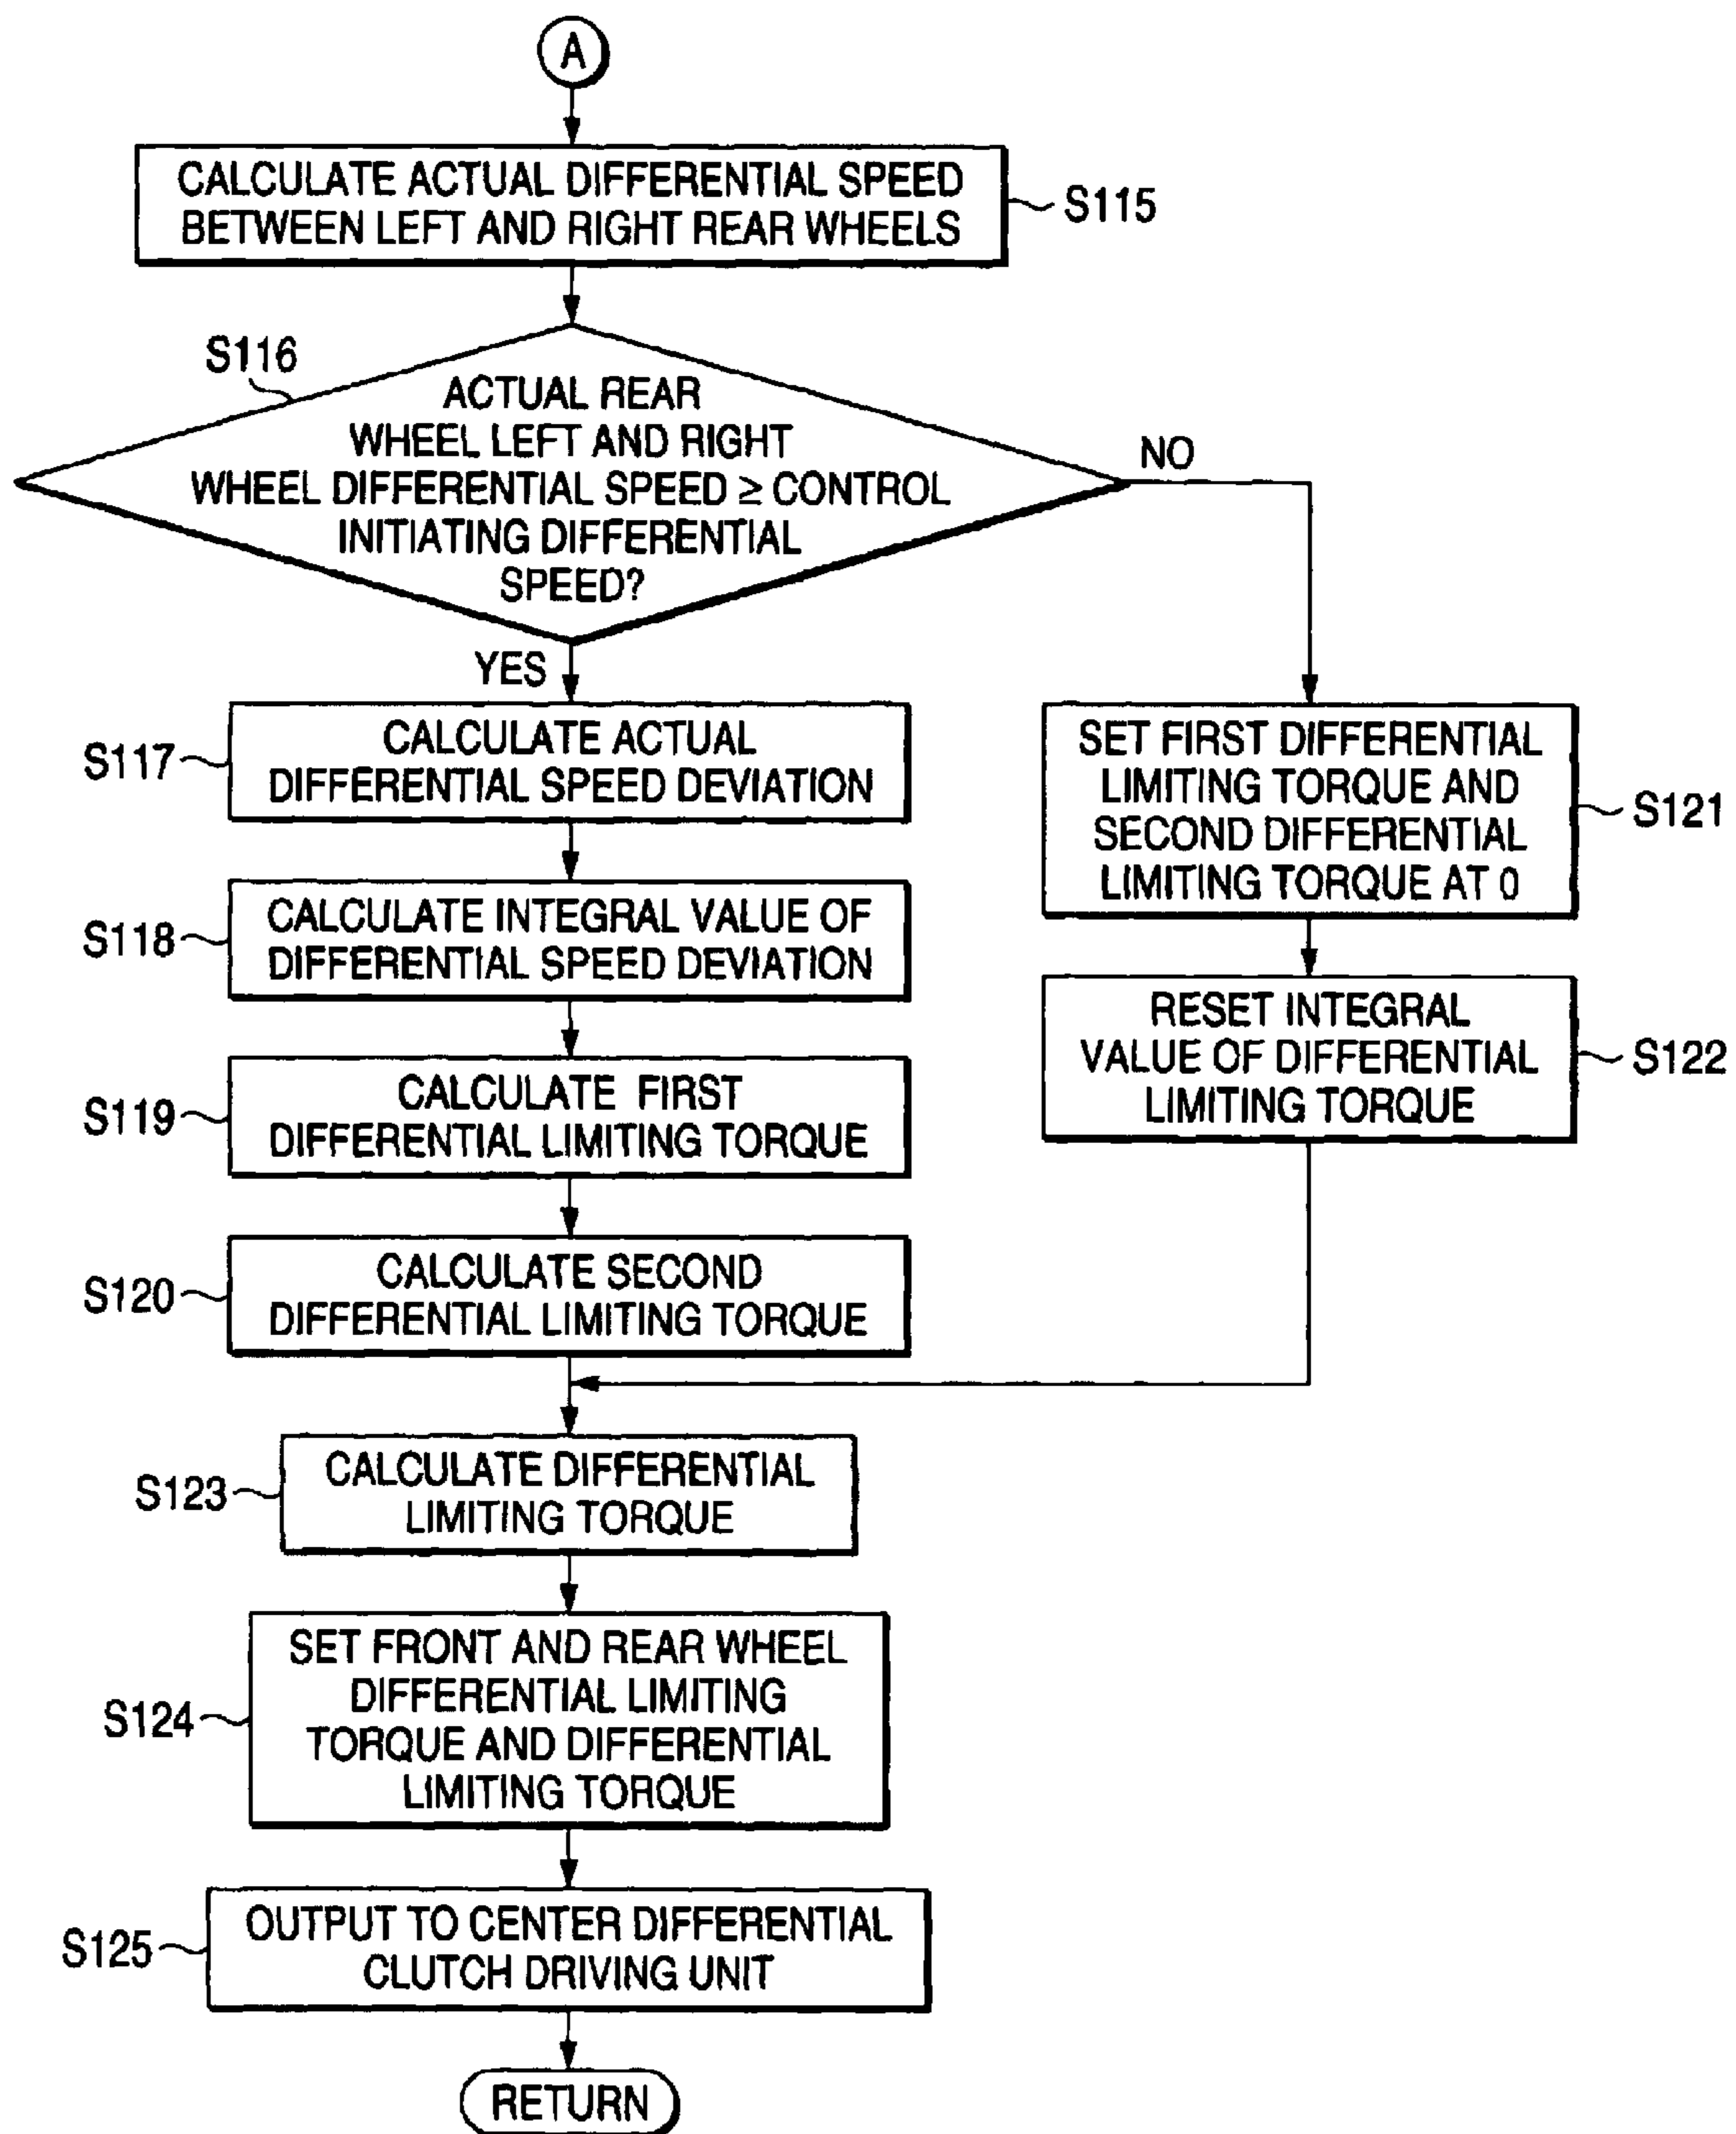 A
CALCULATE ACTUAL DIFFERENTIAL SPEED
BETWEEN LEFT AND RIGHT REAR WHEELS
S115
S116
ACTUAL REAR
WHEEL LEFT AND RIGHT
WHEEL DIFFERENTIAL SPEED ≥ CONTROL
INITIATING DIFFERENTIAL
SPEED?
NO
YES
S117
CALCULATE ACTUAL
DIFFERENTIAL SPEED DEVIATION
S118
CALCULATE INTEGRAL VALUE OF
DIFFERENTIAL SPEED DEVIATION
S119
CALCULATE FIRST
DIFFERENTIAL LIMITING TORQUE
S120
CALCULATE SECOND
DIFFERENTIAL LIMITING TORQUE
SET FIRST DIFFERENTIAL
LIMITING TORQUE AND
SECOND DIFFERENTIAL
LIMITING TORQUE AT 0
S121
RESET INTEGRAL
VALUE OF DIFFERENTIAL
LIMITING TORQUE
S122
S123
CALCULATE DIFFERENTIAL
LIMITING TORQUE
S124
SET FRONT AND REAR WHEEL
DIFFERENTIAL LIMITING
TORQUE AND DIFFERENTIAL
LIMITING TORQUE
S125
OUTPUT TO CENTER DIFFERENTIAL
CLUTCH DRIVING UNIT
RETURN